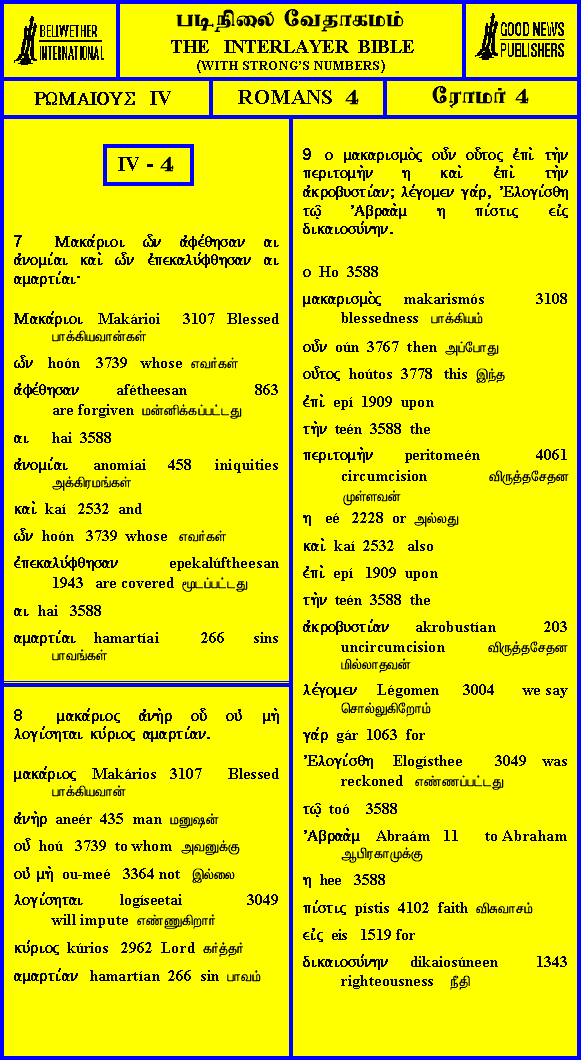 BELLWETHER
INTERNATIONAL
படிநிலை வேதாகமம்
THE INTERLAYER BIBLE
(WITH STRONG'S NUMBERS)
GOOD NEWS
PUBLISHERS
ΡΩΜΑΙΟΥΣ IV
ROMANS 4
ரோமர் 4
IV - 4
7 Μακάριοι ὧν ἀφέθησαν αι
ἀνομίαι καὶ ὧν ἐπεκαλύφθησαν αι
αμαρτίαι·
Μακάριοι Makárioi 3107 Blessed
பாக்கியவான்கள்
ὧν hoón 3739 whose எவர்கள்
ἀφέθησαν aféthees​an 863
are forgiven மன்னிக்கப்பட்டது
αι hai 3588
ἀνομίαι anomíai 458 iniquities
அக்கிரமங்கள்
καὶ kaí 2532 and
ὧν hoón 3739 whose எவர்கள்
ἐπεκαλύφθησαν epekalúftheesan
1943 are covered மூடப்பட்டது
αι hai 3588
αμαρτίαι hamartíai 266 sins
பாவங்கள்
8 μακάριος ἀνὴρ οὗ οὐ μὴ
λογίσηται κύριος αμαρτίαν.
μακάριος Makários 3107 Blessed
பாக்கியவான்
ἀνὴρ aneér 435 man மனுஷன்
οὗ hoú 3739 to whom அவனுக்கு
οὐ μὴ ou-meé 3364 not இல்லை
λογίσηται logíseetai 3049
will impute எண்ணுகிறார்
κύριος kúrios 2962 Lord கர்த்தர்
αμαρτίαν hamartían 266 sin பாவம்
9 ο μακαρισμὸς οὖν οὗτος ἐπὶ τὴν
περιτομὴν η καὶ ἐπὶ τὴν
ἀκροβυστίαν; λέγομεν γάρ, Ἐλογίσθη
τῷ Ἀβραὰμ η πίστις εἰς
δικαιοσύνην.
ο Ho 3588
μακαρισμὸς makarismós 3108
blessedness பாக்கியம்
οὖν oún 3767 then அப்போது
οὗτος hoútos 3778 this இந்த
ἐπὶ epí 1909 upon
τὴν teén 3588 the
περιτομὴν peritomeén 4061
circumcision விருத்தசேதன
முள்ளவன்
η eé 2228 or அல்லது
καὶ kaí 2532 also
ἐπὶ epí 1909 upon
τὴν teén 3588 the
ἀκροβυστίαν akrobustían 203
uncircumcision விருத்தசேதன
மில்லாதவன்
λέγομεν Légomen 3004 we say
சொல்லுகிறோம்
γάρ gár 1063 for
Ἐλογίσθη Elogísthee 3049 was
reckoned எண்ணப்பட்டது
τῷ toó 3588
Ἀβραὰμ Abraám 11 to Abraham
ஆபிரகாமுக்கு
η hee 3588
πίστις pístis 4102 faith விசுவாசம்
εἰς eis 1519 for
δικαιοσύνην dikaiosúneen 1343
righteousness நீதி